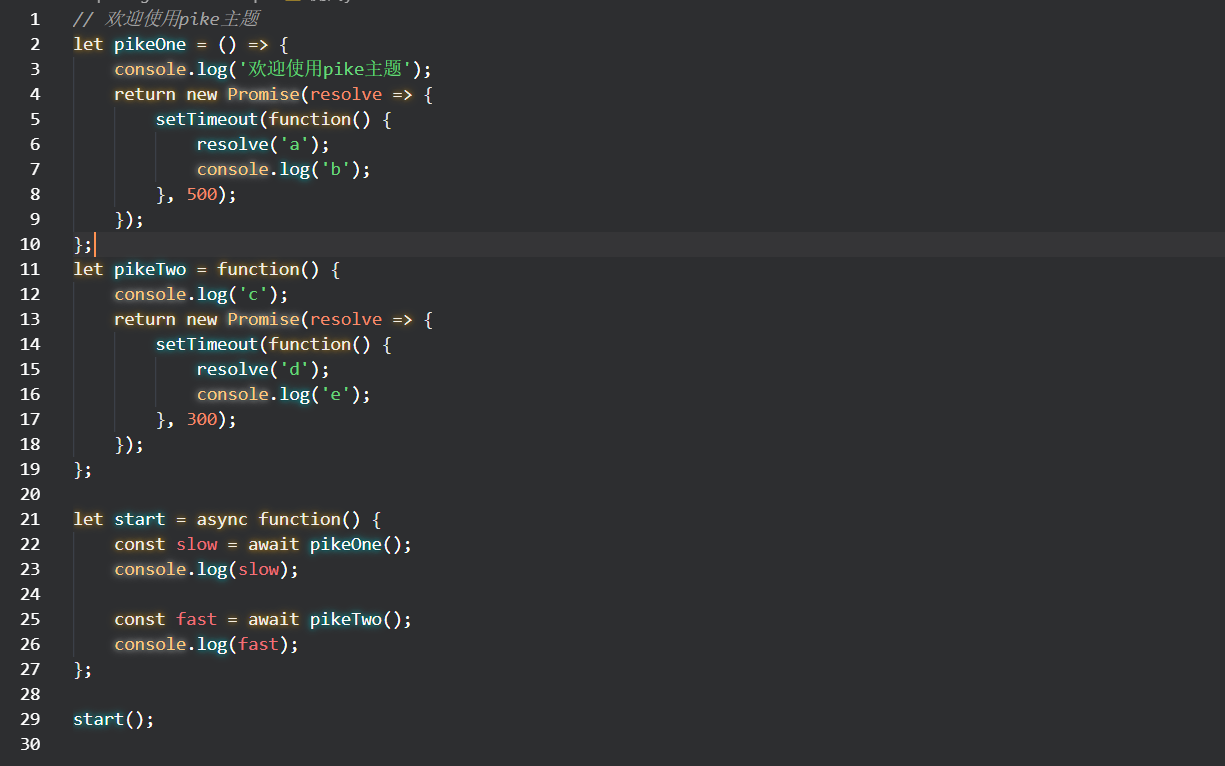 1 // 欢迎使用pike主题
2 let pikeOne = () => {
3     console.log('欢迎使用pike主题');
4     return new Promise(resolve => {
5         setTimeout(function() {
6             resolve('a');
7             console.log('b');
8         }, 500);
9     });
10 };
11 let pikeTwo = function() {
12     console.log('c');
13     return new Promise(resolve => {
14         setTimeout(function() {
15             resolve('d');
16             console.log('e');
17         }, 300);
18     });
19 };
20
21 let start = async function() {
22     const slow = await pikeOne();
23     console.log(slow);
24
25     const fast = await pikeTwo();
26     console.log(fast);
27 };
28
29 start();
30